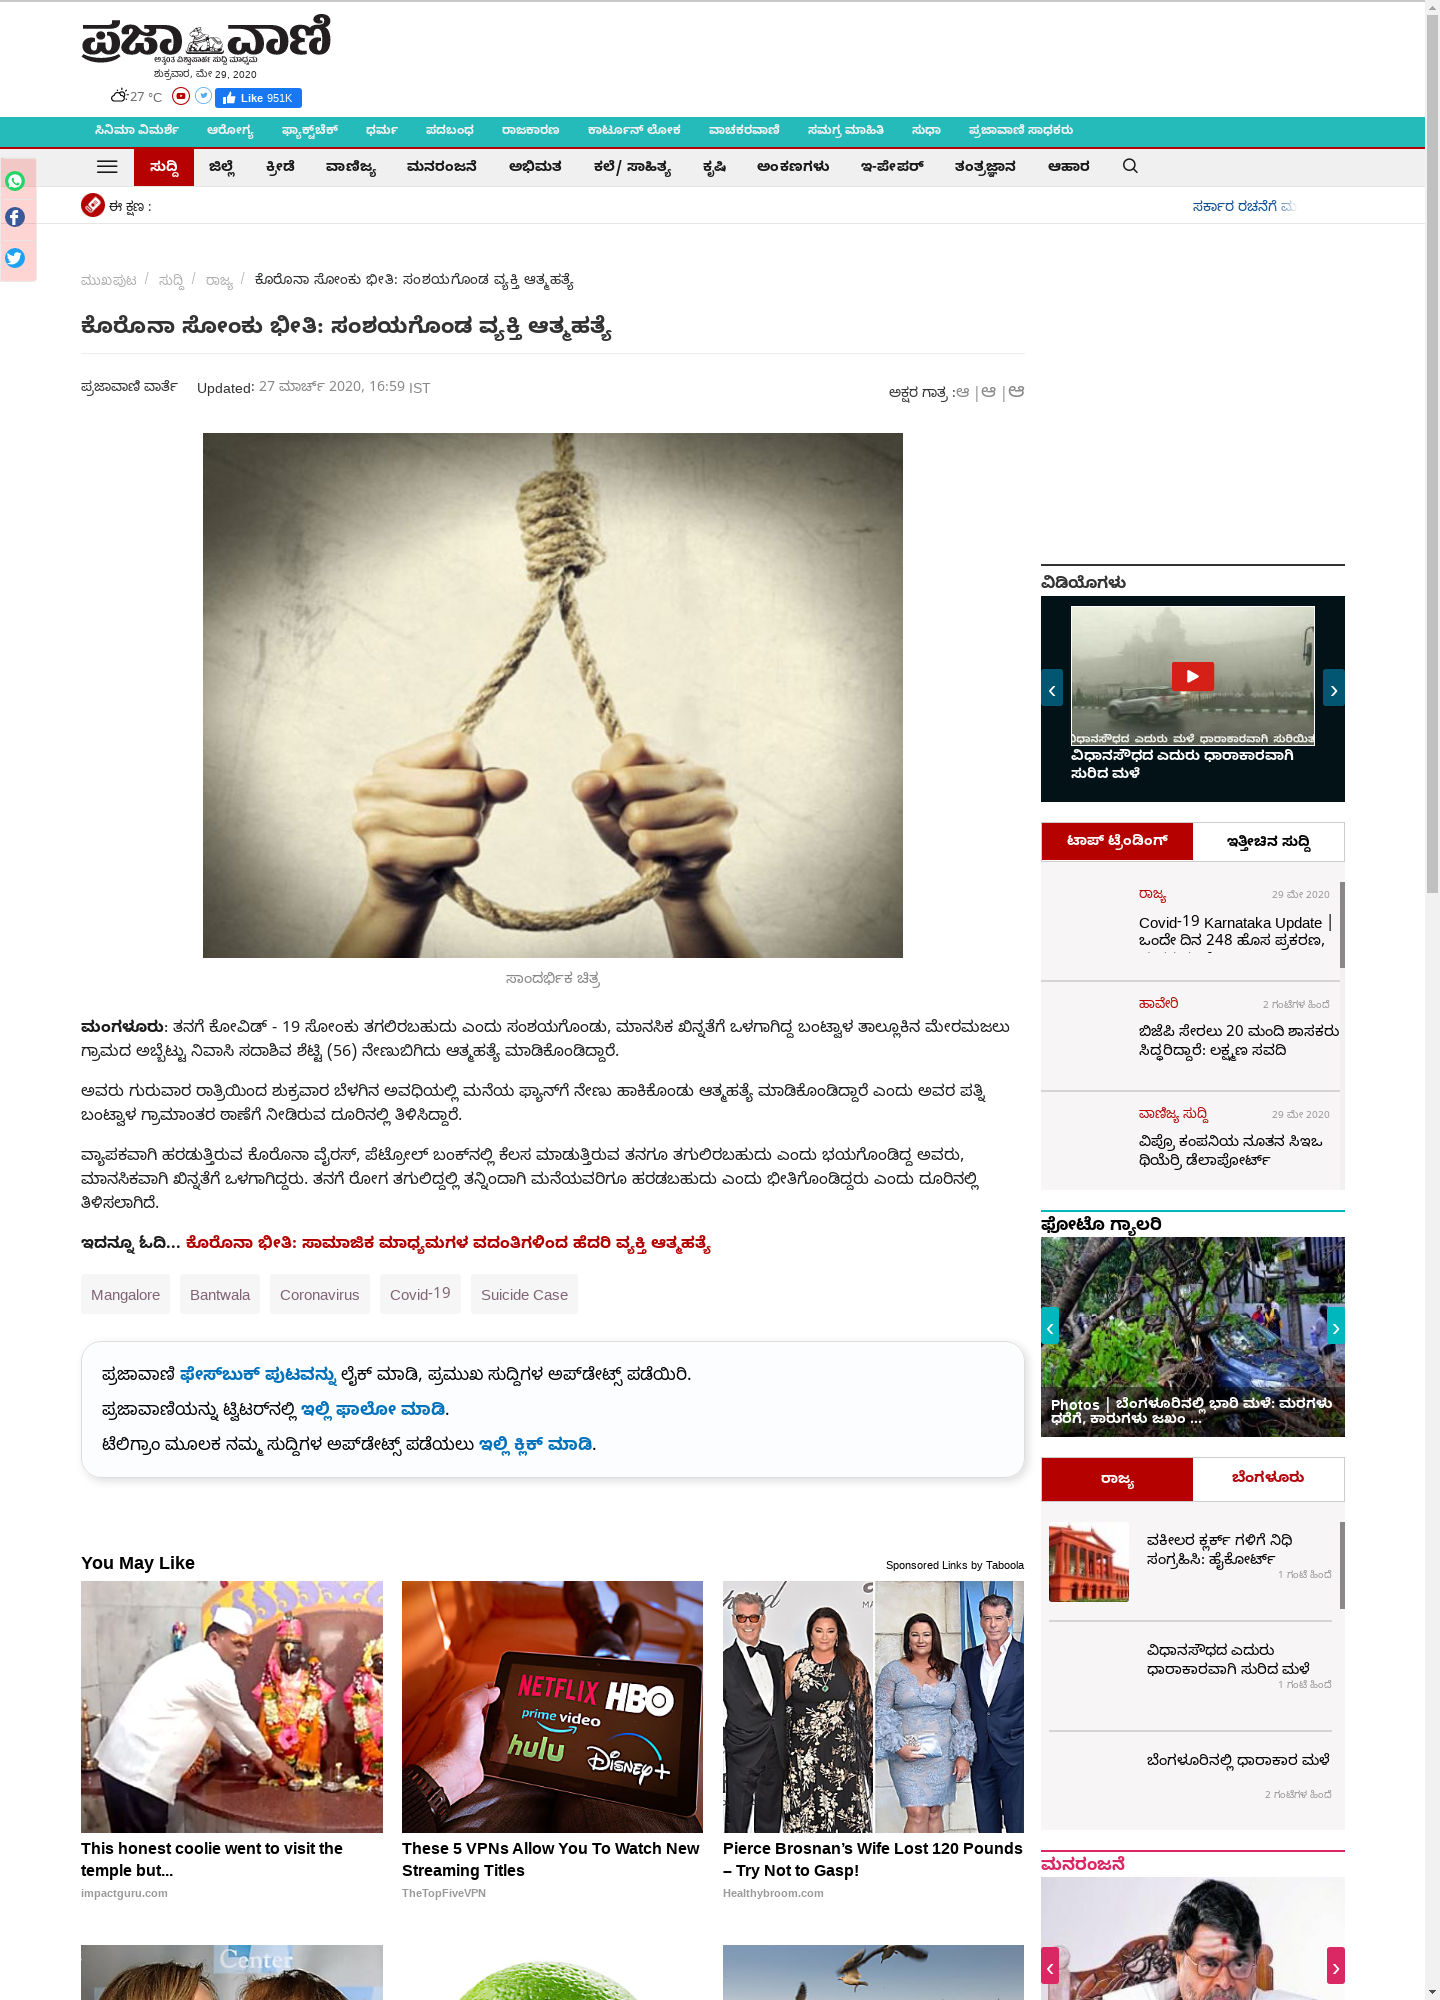 ಪ್ರಜಾವಾಣಿ
ಅತ್ಯಂತ ವಿಶ್ವಾಸಾರ್ಹ ಸುದ್ದಿ ಮಾಧ್ಯಮ
ಶುಕ್ರವಾರ, ಮೇ 29, 2020
27 °C
Like 951K
ಸಿನಿಮಾ ವಿಮರ್ಶೆ ಆರೋಗ್ಯ ಫ್ಯಾಕ್ಟ್‌ಚೆಕ್ ಧರ್ಮ ಪದಬಂಧ ರಾಜಕಾರಣ ಕಾರ್ಟೂನ್ ಲೋಕ ವಾಚಕರವಾಣಿ ಸಮಗ್ರ ಮಾಹಿತಿ ಸುಧಾ ಪ್ರಜಾವಾಣಿ ಸಾಧಕರು
ಸುದ್ದಿ ಜಿಲ್ಲೆ ಕ್ರೀಡೆ ವಾಣಿಜ್ಯ ಮನರಂಜನೆ ಅಭಿಮತ ಕಲೆ/ ಸಾಹಿತ್ಯ ಕೃಷಿ ಅಂಕಣಗಳು ಇ-ಪೇಪರ್ ತಂತ್ರಜ್ಞಾನ ಆಹಾರ
ಈ ಕ್ಷಣ :
ಸರ್ಕಾರ ರಚನೆಗೆ
ಮುಖಪುಟ / ಸುದ್ದಿ / ರಾಜ್ಯ / ಕೊರೊನಾ ಸೋಂಕು ಭೀತಿ: ಸಂಶಯಗೊಂಡ ವ್ಯಕ್ತಿ ಆತ್ಮಹತ್ಯೆ
ಕೊರೊನಾ ಸೋಂಕು ಭೀತಿ: ಸಂಶಯಗೊಂಡ ವ್ಯಕ್ತಿ ಆತ್ಮಹತ್ಯೆ
ಪ್ರಜಾವಾಣಿ ವಾರ್ತೆ Updated: 27 ಮಾರ್ಚ್ 2020, 16:59 IST
ಅಕ್ಷರ ಗಾತ್ರ :ಆ |ಆ |ಆ
ಸಾಂದರ್ಭಿಕ ಚಿತ್ರ
ಮಂಗಳೂರು: ತನಗೆ ಕೋವಿಡ್ - 19 ಸೋಂಕು ತಗಲಿರಬಹುದು ಎಂದು ಸಂಶಯಗೊಂಡು, ಮಾನಸಿಕ ಖಿನ್ನತೆಗೆ ಒಳಗಾಗಿದ್ದ ಬಂಟ್ವಾಳ ತಾಲ್ಲೂಕಿನ ಮೇರಮಜಲು
ಗ್ರಾಮದ ಅಬ್ಬೆಟ್ಟು ನಿವಾಸಿ ಸದಾಶಿವ ಶೆಟ್ಟಿ (56) ನೇಣುಬಿಗಿದು ಆತ್ಮಹತ್ಯೆ ಮಾಡಿಕೊಂಡಿದ್ದಾರೆ.
ಅವರು ಗುರುವಾರ ರಾತ್ರಿಯಿಂದ ಶುಕ್ರವಾರ ಬೆಳಗಿನ ಅವಧಿಯಲ್ಲಿ ಮನೆಯ ಫ್ಯಾನ್‌ಗೆ ನೇಣು ಹಾಕಿಕೊಂಡು ಆತ್ಮಹತ್ಯೆ ಮಾಡಿಕೊಂಡಿದ್ದಾರೆ ಎಂದು ಅವರ ಪತ್ನಿ
ಬಂಟ್ವಾಳ ಗ್ರಾಮಾಂತರ ಠಾಣೆಗೆ ನೀಡಿರುವ ದೂರಿನಲ್ಲಿ ತಿಳಿಸಿದ್ದಾರೆ.
ವ್ಯಾಪಕವಾಗಿ ಹರಡುತ್ತಿರುವ ಕೊರೊನಾ ವೈರಸ್, ಪೆಟ್ರೋಲ್ ಬಂಕ್‌ನಲ್ಲಿ ಕೆಲಸ ಮಾಡುತ್ತಿರುವ ತನಗೂ ತಗುಲಿರಬಹುದು ಎಂದು ಭಯಗೊಂಡಿದ್ದ ಅವರು,
ಮಾನಸಿಕವಾಗಿ ಖಿನ್ನತೆಗೆ ಒಳಗಾಗಿದ್ದರು. ತನಗೆ ರೋಗ ತಗುಲಿದ್ದಲ್ಲಿ ತನ್ನಿಂದಾಗಿ ಮನೆಯವರಿಗೂ ಹರಡಬಹುದು ಎಂದು ಭೀತಿಗೊಂಡಿದ್ದರು ಎಂದು ದೂರಿನಲ್ಲಿ
ತಿಳಿಸಲಾಗಿದೆ.
ಇದನ್ನೂ ಓದಿ... ಕೊರೊನಾ ಭೀತಿ: ಸಾಮಾಜಿಕ ಮಾಧ್ಯಮಗಳ ವದಂತಿಗಳಿಂದ ಹೆದರಿ ವ್ಯಕ್ತಿ ಆತ್ಮಹತ್ಯೆ
Mangalore Bantwala Coronavirus Covid-19 Suicide Case
ಪ್ರಜಾವಾಣಿ ಫೇಸ್‌ಬುಕ್ ಪುಟವನ್ನು ಲೈಕ್ ಮಾಡಿ, ಪ್ರಮುಖ ಸುದ್ದಿಗಳ ಅಪ್‌ಡೇಟ್ಸ್ ಪಡೆಯಿರಿ.
ಪ್ರಜಾವಾಣಿಯನ್ನು ಟ್ವಿಟರ್‌ನಲ್ಲಿ ಇಲ್ಲಿ ಫಾಲೋ ಮಾಡಿ.
ಟೆಲಿಗ್ರಾಂ ಮೂಲಕ ನಮ್ಮ ಸುದ್ದಿಗಳ ಅಪ್‌ಡೇಟ್ಸ್ ಪಡೆಯಲು ಇಲ್ಲಿ ಕ್ಲಿಕ್ ಮಾಡಿ.
You May Like
Sponsored Links by Taboola
NETFLIX HBO
prime video
hulu
Disney+
Center
This honest coolie went to visit the
temple but...
impactguru.com
These 5 VPNs Allow You To Watch New
Streaming Titles
TheTopFiveVPN
Pierce Brosnan’s Wife Lost 120 Pounds
– Try Not to Gasp!
Healthybroom.com
ವಿಡಿಯೊಗಳು
ವಿಧಾನಸೌಧದ ಎದುರು ಮಳೆ ಧಾರಾಕಾರವಾಗಿ ಸುರಿಯಿತು
ವಿಧಾನಸೌಧದ ಎದುರು ಧಾರಾಕಾರವಾಗಿ
ಸುರಿದ ಮಳೆ
ಟಾಪ್ ಟ್ರೆಂಡಿಂಗ್ ಇತ್ತೀಚಿನ ಸುದ್ದಿ
ರಾಜ್ಯ 29 ಮೇ 2020
Covid-19 Karnataka Update |
ಒಂದೇ ದಿನ 248 ಹೊಸ ಪ್ರಕರಣ,
ಹಾವೇರಿ 2 ಗಂಟೆಗಳ ಹಿಂದೆ
ಬಿಜೆಪಿ ಸೇರಲು 20 ಮಂದಿ ಶಾಸಕರು
ಸಿದ್ಧರಿದ್ದಾರೆ: ಲಕ್ಷ್ಮಣ ಸವದಿ
ವಾಣಿಜ್ಯ ಸುದ್ದಿ 29 ಮೇ 2020
ವಿಪ್ರೊ ಕಂಪನಿಯ ನೂತನ ಸಿಇಒ
ಥಿಯೆರ್ರಿ ಡೆಲಾಪೋರ್ಟ್
ಫೋಟೊ ಗ್ಯಾಲರಿ
Photos | ಬೆಂಗಳೂರಿನಲ್ಲಿ ಭಾರಿ ಮಳೆ: ಮರಗಳು
ಧರೆಗೆ, ಕಾರುಗಳು ಜಖಂ ...
ರಾಜ್ಯ ಬೆಂಗಳೂರು
ವಕೀಲರ ಕ್ಲರ್ಕ್ ಗಳಿಗೆ ನಿಧಿ
ಸಂಗ್ರಹಿಸಿ: ಹೈಕೋರ್ಟ್
1 ಗಂಟೆ ಹಿಂದೆ
ವಿಧಾನಸೌಧದ ಎದುರು
ಧಾರಾಕಾರವಾಗಿ ಸುರಿದ ಮಳೆ
1 ಗಂಟೆ ಹಿಂದೆ
ಬೆಂಗಳೂರಿನಲ್ಲಿ ಧಾರಾಕಾರ ಮಳೆ
2 ಗಂಟೆಗಳ ಹಿಂದೆ
ಮನರಂಜನೆ